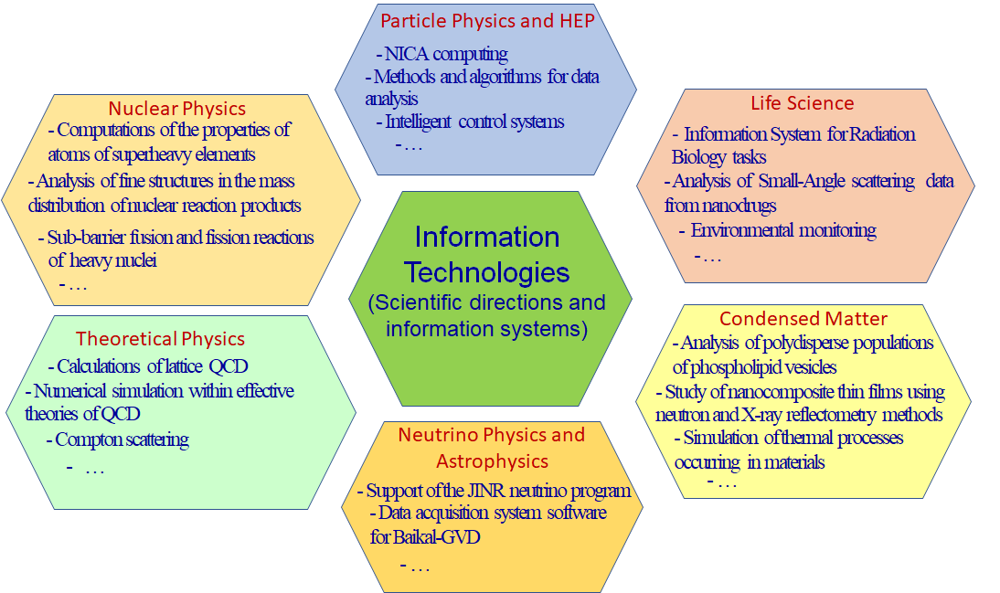 Particle Physics and HEP
- NICA computing
- Methods and algorithms for data
analysis
- Intelligent control systems
- ...
Nuclear Physics
- Computations of the properties of
atoms of superheavy elements
- Analysis of fine structures in the mass
distribution of nuclear reaction products
- Sub-barrier fusion and fission reactions
of heavy nuclei
- ...
Life Science
- Information System for Radiation
Biology tasks
- Analysis of Small-Angle scattering data
from nanodrugs
- Environmental monitoring
- ...
Information
Technologies
(Scientific directions and
information systems)
Theoretical Physics
- Calculations of lattice QCD
- Numerical simulation within effective
theories of QCD
- Compton scattering
- ...
Condensed Matter
- Analysis of polydisperse populations
of phospholipid vesicles
- Study of nanocomposite thin films using
neutron and X-ray reflectometry methods
- Simulation of thermal processes
occurring in materials
- ...
Neutrino Physics and
Astrophysics
- Support of the JINR neutrino program
- Data acquisition system software
for Baikal-GVD
- ...